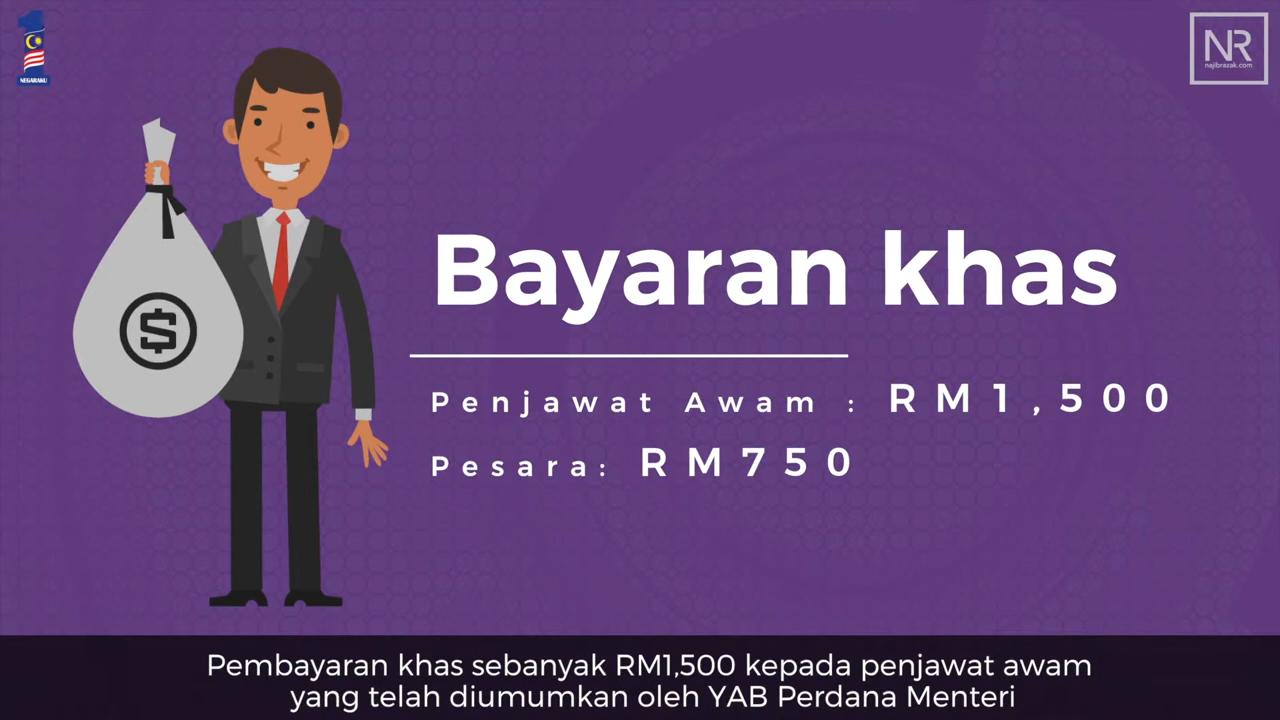 NEGARAKU
NR
najibrazak.com
Bayaran khas
Penjawat Awam : RM1,500
Pesara: RM750
Pembayaran khas sebanyak RM1,500 kepada penjawat awam
yang telah diumumkan oleh YAB Perdana Menteri